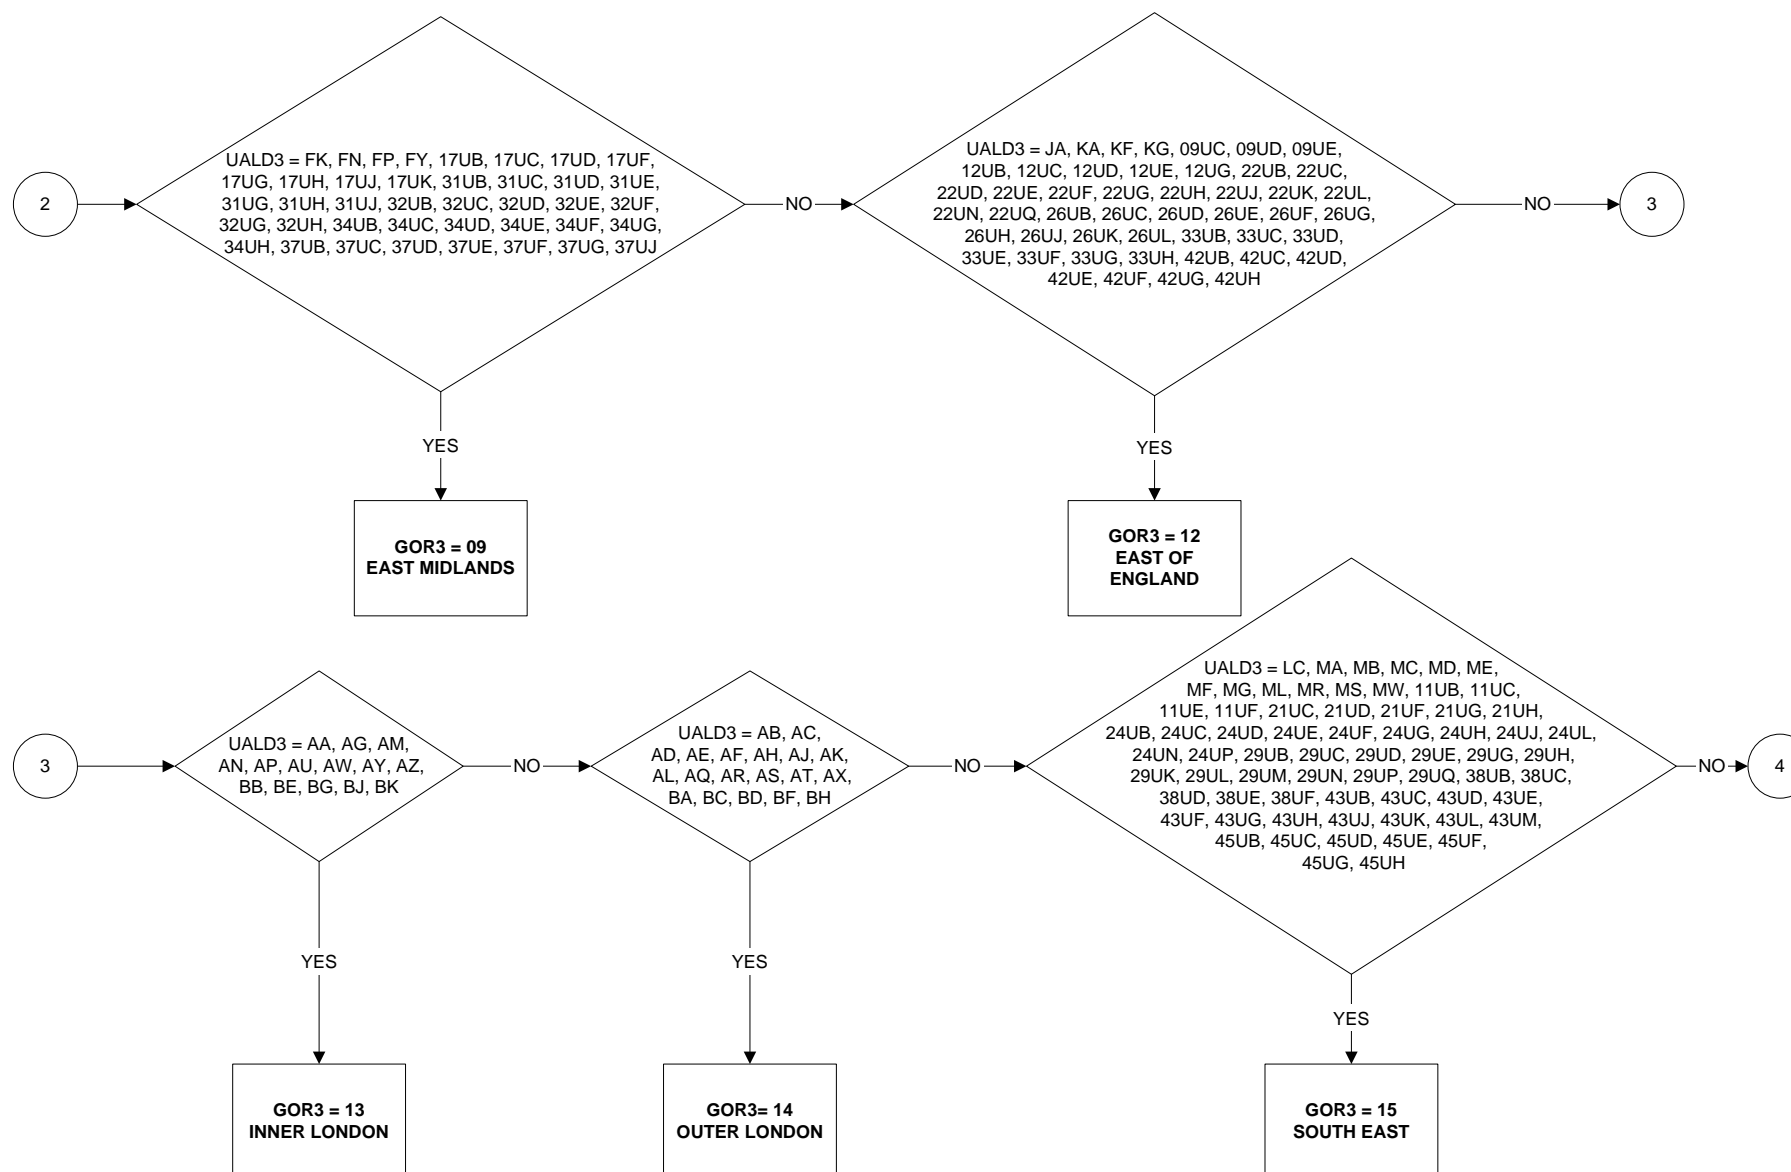 2
UALD3 = FK, FN, FP, FY, 17UB, 17UC, 17UD, 17UF,
17UG, 17UH, 17UJ, 17UK, 31UB, 31UC, 31UD, 31UE,
31UG, 31UH, 31UJ, 32UB, 32UC, 32UD, 32UE, 32UF,
32UG, 32UH, 34UB, 34UC, 34UD, 34UE, 34UF, 34UG,
34UH, 37UB, 37UC, 37UD, 37UE, 37UF, 37UG, 37UJ
NO
UALD3 = JA, KA, KF, KG, 09UC, 09UD, 09UE,
12UB, 12UC, 12UD, 12UE, 12UG, 22UB, 22UC,
22UD, 22UE, 22UF, 22UG, 22UH, 22UJ, 22UK, 22UL,
22UN, 22UQ, 26UB, 26UC, 26UD, 26UE, 26UF, 26UG,
26UH, 26UJ, 26UK, 26UL, 33UB, 33UC, 33UD,
33UE, 33UF, 33UG, 33UH, 42UB, 42UC, 42UD,
42UE, 42UF, 42UG, 42UH
NO
3
YES
YES
GOR3 = 09
EAST MIDLANDS
GOR3 = 12
EAST OF
ENGLAND
3
UALD3 = AA, AG, AM,
AN, AP, AU, AW, AY, AZ,
BB, BE, BG, BJ, BK
NO
UALD3 = AB, AC,
AD, AE, AF, AH, AJ, AK,
AL, AQ, AR, AS, AT, AX,
BA, BC, BD, BF, BH
NO
UALD3 = LC, MA, MB, MC, MD, ME,
MF, MG, ML, MR, MS, MW, 11UB, 11UC,
11UE, 11UF, 21UC, 21UD, 21UF, 21UG, 21UH,
24UB, 24UC, 24UD, 24UE, 24UF, 24UG, 24UH, 24UJ, 24UL,
24UN, 24UP, 29UB, 29UC, 29UD, 29UE, 29UG, 29UH,
29UK, 29UL, 29UM, 29UN, 29UP, 29UQ, 38UB, 38UC,
38UD, 38UE, 38UF, 43UB, 43UC, 43UD, 43UE,
43UF, 43UG, 43UH, 43UJ, 43UK, 43UL, 43UM,
45UB, 45UC, 45UD, 45UE, 45UF,
45UG, 45UH
NO
4
YES
YES
YES
GOR3 = 13
INNER LONDON
GOR3= 14
OUTER LONDON
GOR3 = 15
SOUTH EAST